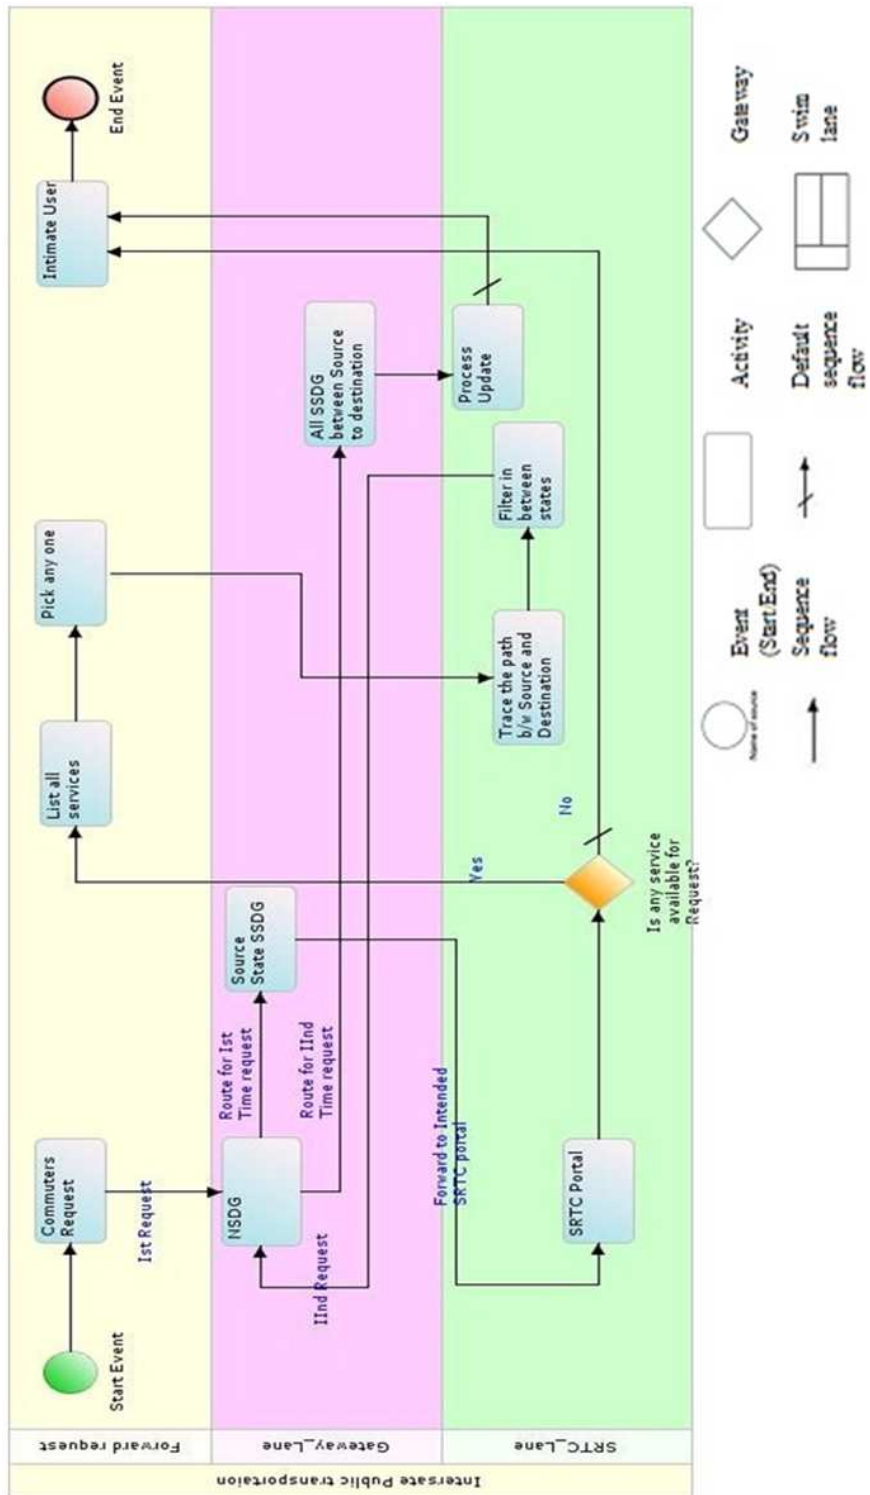 Intersate Public transportaion
Forward request
Gateway_Lane
SRTC_Lane
Start Event
Commuters
Request
Ist Request
List all
services
Pick any one
Intimate User
End Event
NSDG
IInd Request
Route for Ist
Time request
Route for IInd
Time request
Source
State SSDG
All SSDG
between Source
to destination
Forward to Intended
SRTC portal
SRTC Portal
Is any service
available for
Request?
Yes
No
Trace the path
b/w Source and
Destination
Filter in
between
states
Process
Update
Name of source
Event
(Start/End)
Activity
Gateway
Sequence
flow
Default
sequence
flow
Swim
lane